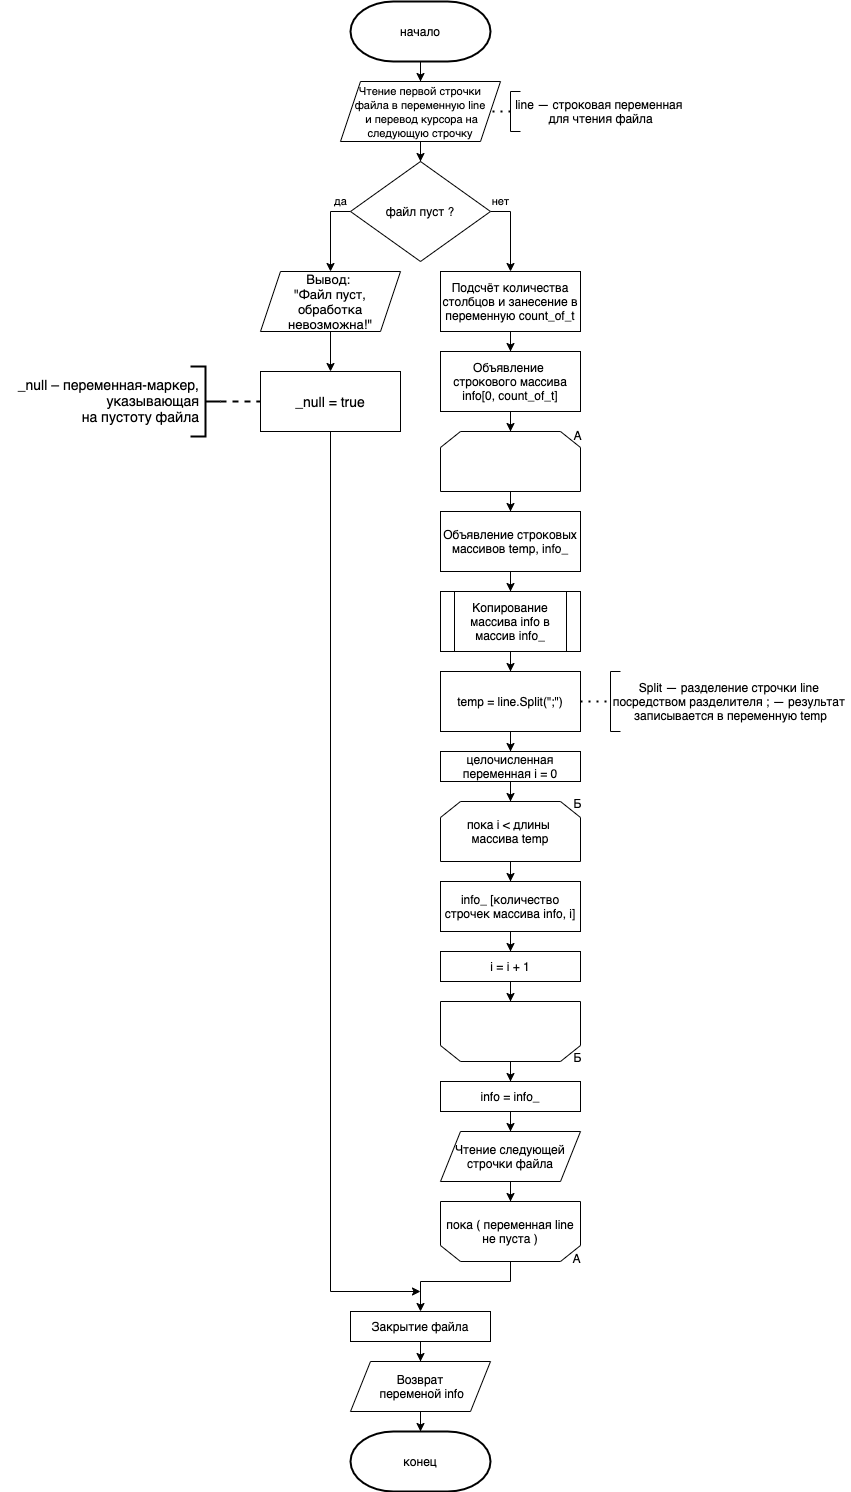 начало
Чтение первой строчки
файла в переменную line
и перевод курсора на
следующую строчку
line — строковая переменная
для чтения файла
файл пуст ?
да
нет
Вывод:
"Файл пуст,
обработка
невозможна!"
_null – переменная-маркер,
указывающая
на пустоту файла
_null = true
Подсчёт количества
столбцов и занесение в
переменную count_of_t
Объявление
строкового массива
info[0, count_of_t]
А
Объявление строковых
массивов temp, info_
Копирование
массива info в
массив info_
temp = line.Split(";")
Split — разделение строчки line
посредством разделителя ; — результат
записывается в переменную temp
целочисленная
переменная i = 0
Б
пока i < длины
массива temp
info_ [количество
строчек массива info, i]
i = i + 1
Б
info = info_
Чтение следующей
строчки файла
пока ( переменная line
не пуста )
А
Закрытие файла
Возврат
переменой info
конец